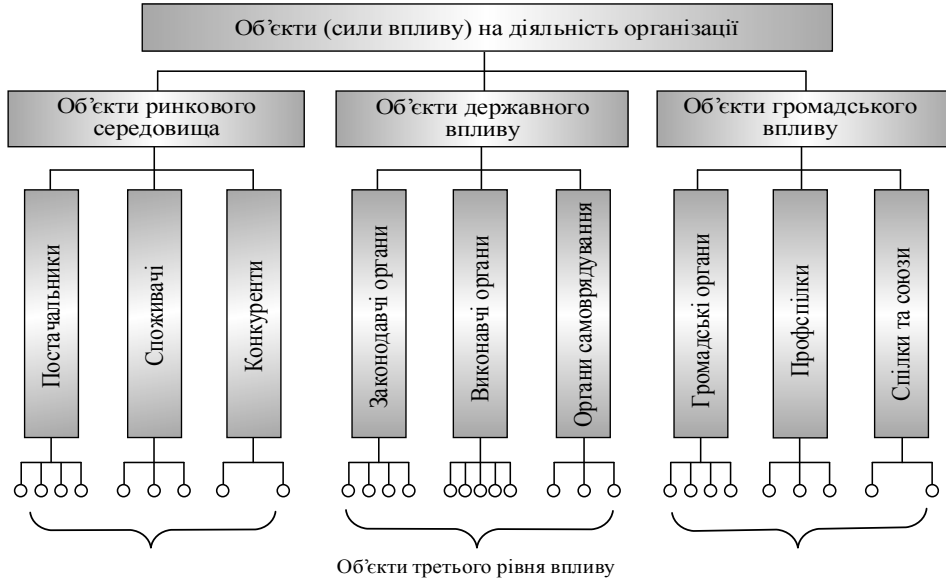 Об’єкти (сили впливу) на діяльність організації
Об’єкти ринкового
середовища
Об’єкти державного
впливу
Об’єкти громадського
впливу
Постачальники
Споживачі
Конкуренти
Законодавчі органи
Виконавчі органи
Органи самоврядування
Громадські органи
Профспілки
Спілки та союзи
Об’єкти третього рівня впливу